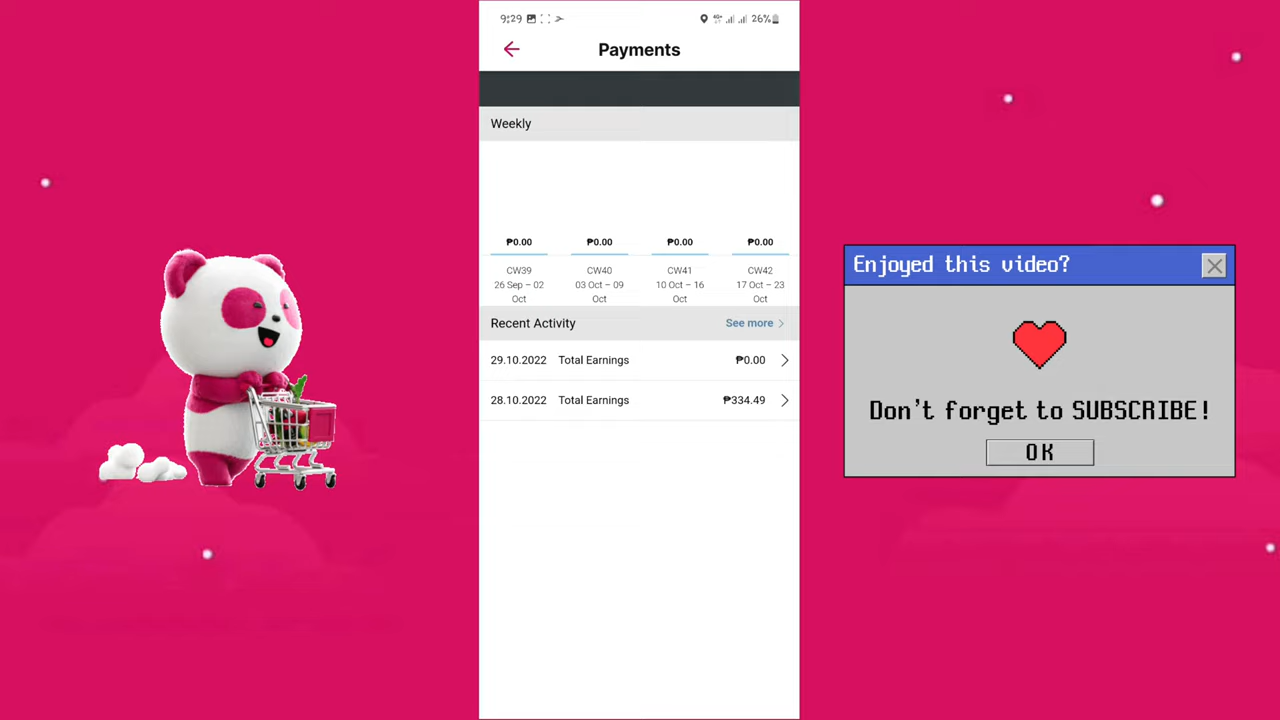 9:29
4G+
26%
Payments
Weekly
₱0.00 ₱0.00 ₱0.00 ₱0.00
CW39 CW40 CW41 CW42
26 Sep – 02 03 Oct – 09 10 Oct – 16 17 Oct – 23
Oct Oct Oct Oct
Recent Activity See more
29.10.2022 Total Earnings ₱0.00
28.10.2022 Total Earnings ₱334.49
Enjoyed this video?
Don't forget to SUBSCRIBE!
OK